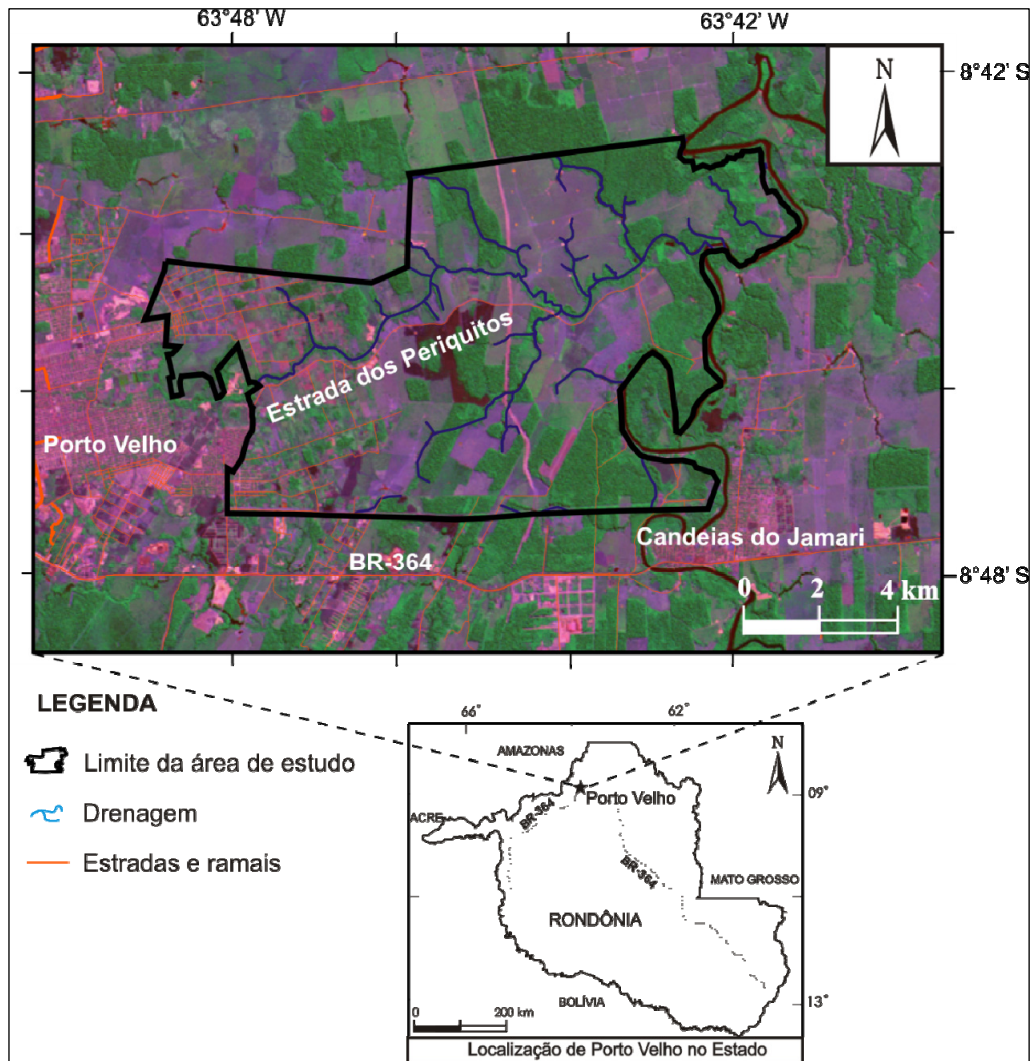 63°48' W
63°42' W
8°42' S
N
Estrada dos Periquitos
Porto Velho
Candeias do Jamari
BR-364
8°48' S
0 2 4 km
LEGENDA
Limite da área de estudo
Drenagem
Estradas e ramais
66°
62°
AMAZONAS
N
Porto Velho
09°
ACRE
BR-364
BR-364
MATO GROSSO
RONDÔNIA
BOLÍVIA
13°
0 200 km
Localização de Porto Velho no Estado